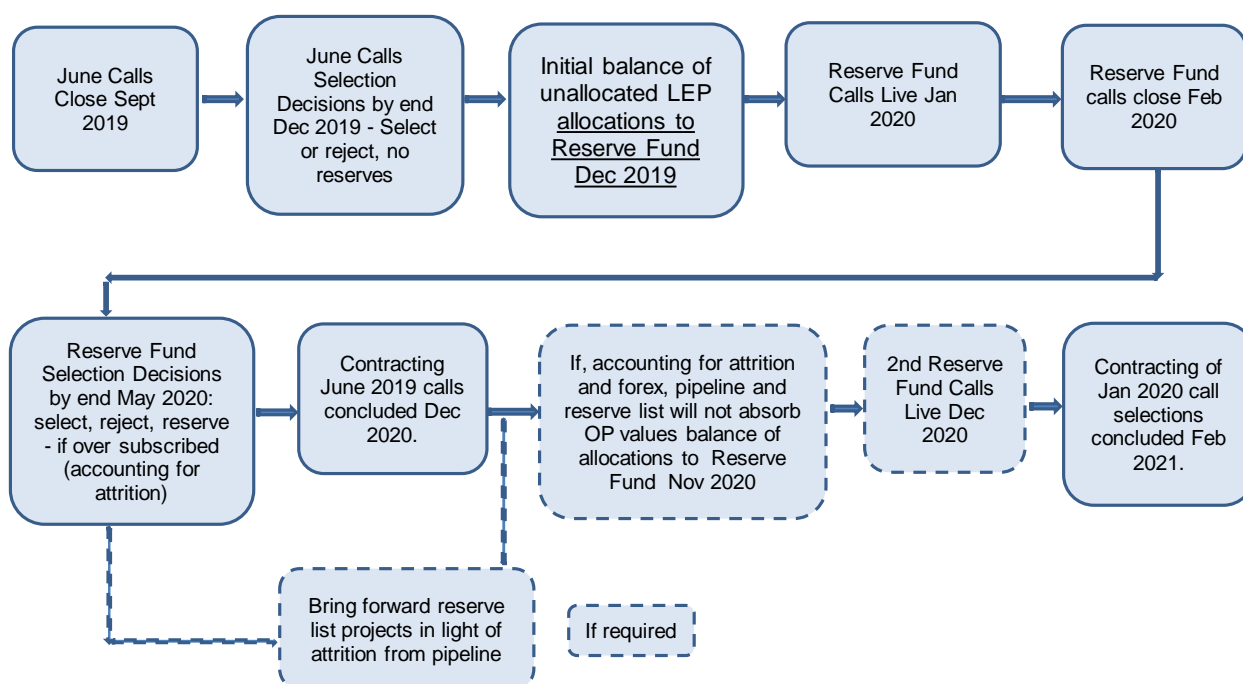 June Calls
Close Sept
2019
June Calls
Selection
Decisions by end
Dec 2019 - Select
or reject, no
reserves
Initial balance of
unallocated LEP
allocations to
Reserve Fund
Dec 2019
Reserve Fund
Calls Live Jan
2020
Reserve Fund
calls close Feb
2020
Reserve Fund
Selection Decisions
by end May 2020:
select, reject, reserve
- if over subscribed
(accounting for
attrition)
Contracting
June 2019 calls
concluded Dec
2020.
If, accounting for attrition
and forex, pipeline and
reserve list will not absorb
OP values balance of
allocations to Reserve
Fund Nov 2020
2nd Reserve
Fund Calls
Live Dec
2020
Contracting of
Jan 2020 call
selections
concluded Feb
2021.
Bring forward reserve
list projects in light of
attrition from pipeline
If required